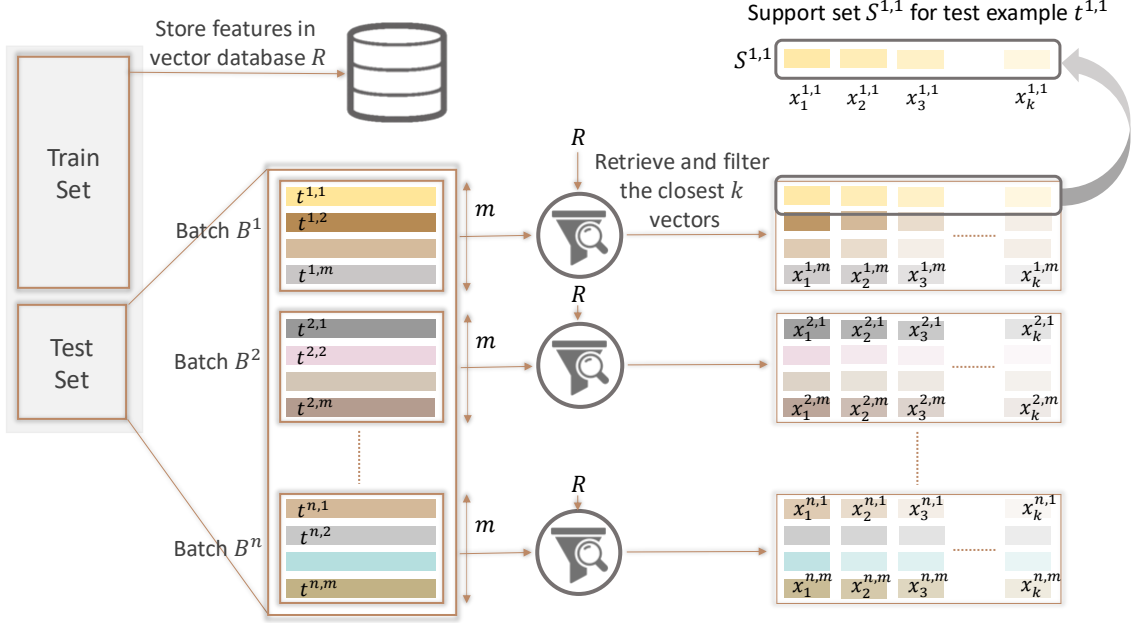 Support set $S^{1,1}$ for test example $t^{1,1}$
Store features in
vector database $R$
$S^{1,1}$
$x_1^{1,1}$ $x_2^{1,1}$ $x_3^{1,1}$ $x_k^{1,1}$
Train
Set
$R$
Retrieve and filter
the closest $k$
vectors
Batch $B^1$
$t^{1,1}$
$t^{1,2}$
$t^{1,m}$
$m$
$x_1^{1,m}$ $x_2^{1,m}$ $x_3^{1,m}$ $x_k^{1,m}$
Test
Set
$R$
Batch $B^2$
$t^{2,1}$
$t^{2,2}$
$t^{2,m}$
$m$
$x_1^{2,1}$ $x_2^{2,1}$ $x_3^{2,1}$ $x_k^{2,1}$
$x_1^{2,m}$ $x_2^{2,m}$ $x_3^{2,m}$ $x_k^{2,m}$
$R$
Batch $B^n$
$t^{n,1}$
$t^{n,2}$
$t^{n,m}$
$m$
$x_1^{n,1}$ $x_2^{n,1}$ $x_3^{n,1}$ $x_k^{n,1}$
$x_1^{n,m}$ $x_2^{n,m}$ $x_3^{n,m}$ $x_k^{n,m}$